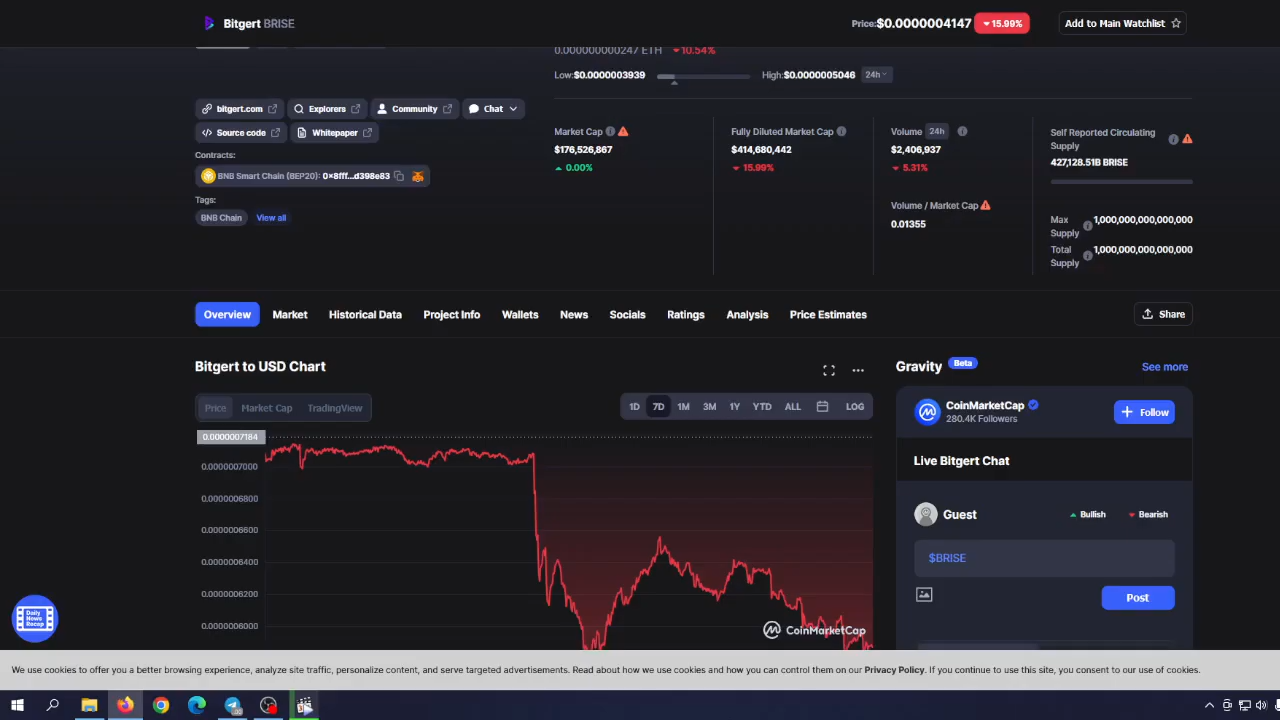 Bitgert BRISE
Price:$0.0000004147 15.99%
Add to Main Watchlist
0.000000000247 ETH 10.54%
Low:$0.0000003939 High:$0.0000005046 24h
bitgert.com Explorers Community Chat
Source code Whitepaper
Contracts:
BNB Smart Chain (BEP20): 0x8fff...d398e83
Tags:
BNB Chain View all
Market Cap
$176,526,867
0.00%
Fully Diluted Market Cap
$414,680,442
15.99%
Volume 24h
$2,406,937
5.31%
Volume / Market Cap
0.01355
Self Reported Circulating
Supply
427,128.51B BRISE
Max
Supply
1,000,000,000,000,000
Total
Supply
1,000,000,000,000,000
Overview Market Historical Data Project Info Wallets News Socials Ratings Analysis Price Estimates
Share
Bitgert to USD Chart
Price Market Cap TradingView
1D 7D 1M 3M 1Y YTD ALL LOG
0.0000007184
0.0000007000
0.0000006800
0.0000006600
0.0000006400
0.0000006200
0.0000006000
CoinMarketCap
Gravity Beta See more
CoinMarketCap
280.4K Followers
Follow
Live Bitgert Chat
Guest Bullish Bearish
$BRISE
Post
Daily
News
Recap
We use cookies to offer you a better browsing experience, analyze site traffic, personalize content, and serve targeted advertisements. Read about how we use cookies and how you can control them on our Privacy Policy. If you continue to use this site, you consent to our use of cookies.